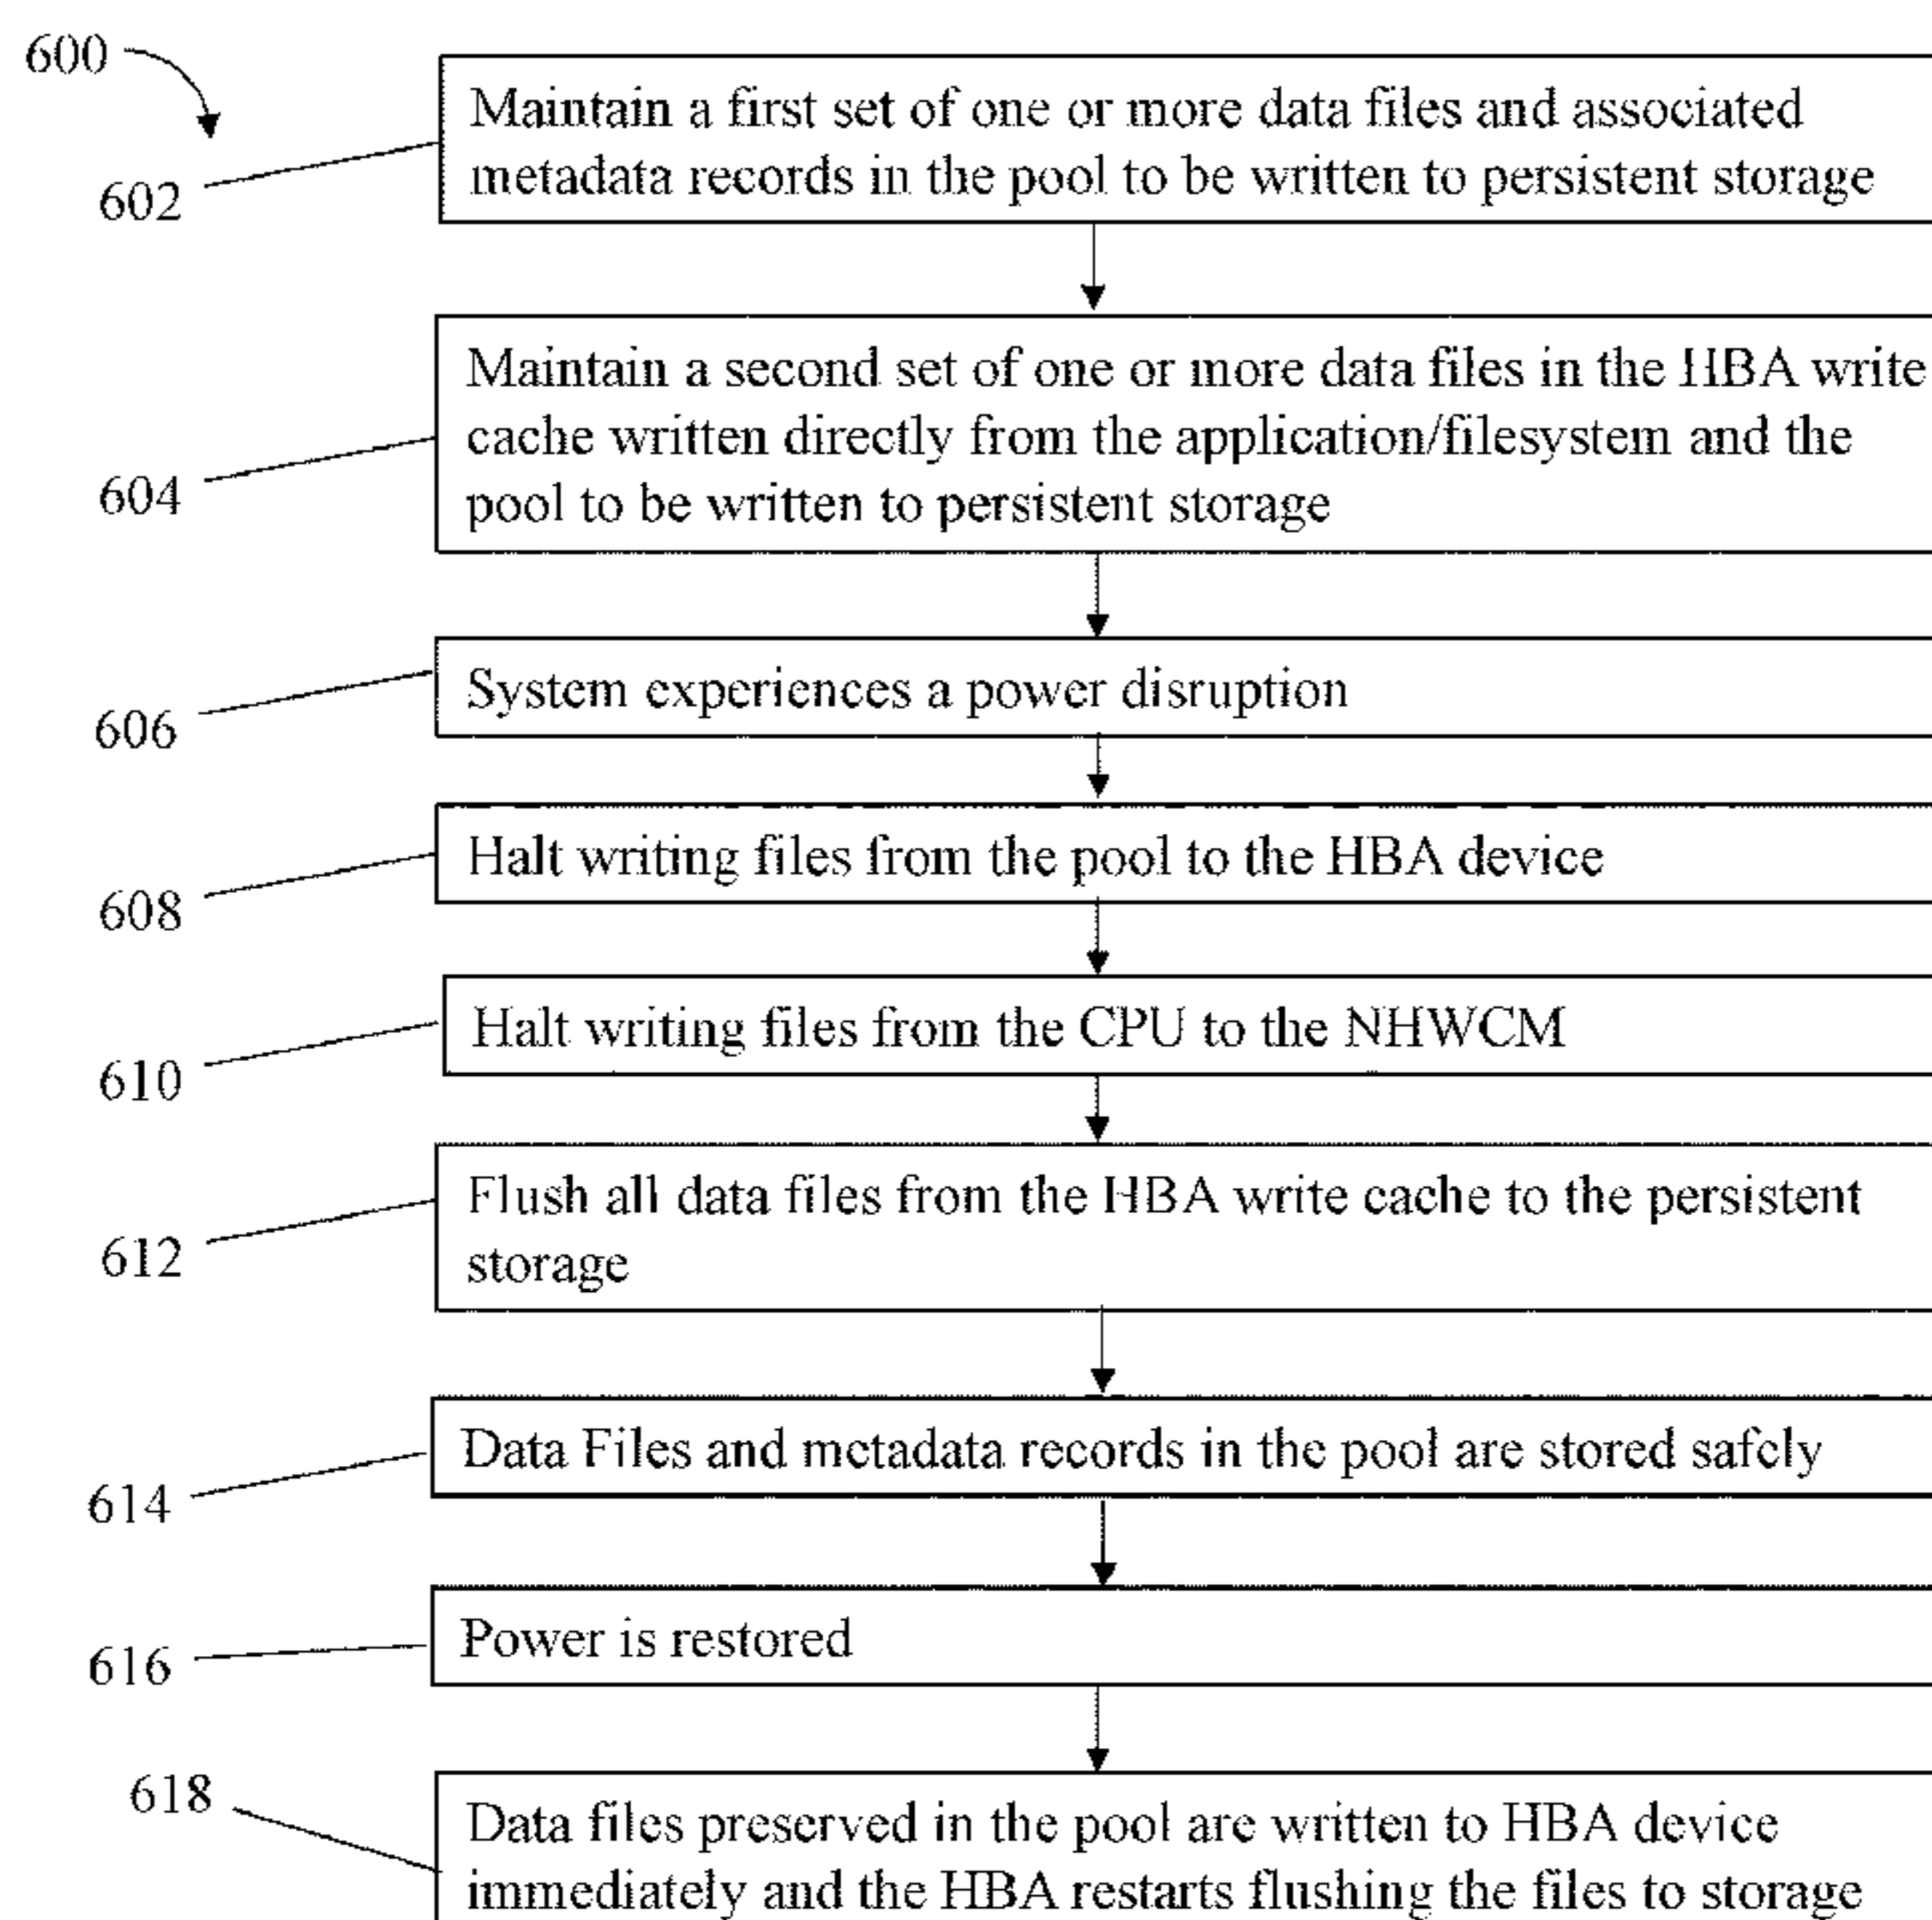 600
Maintain a first set of one or more data files and associated
metadata records in the pool to be written to persistent storage
602
Maintain a second set of one or more data files in the HBA write
cache written directly from the application/filesystem and the
pool to be written to persistent storage
604
System experiences a power disruption
606
Halt writing files from the pool to the HBA device
608
Halt writing files from the CPU to the NHWCM
610
Flush all data files from the HBA write cache to the persistent
storage
612
Data Files and metadata records in the pool are stored safely
614
Power is restored
616
618
Data files preserved in the pool are written to HBA device
immediately and the HBA restarts flushing the files to storage